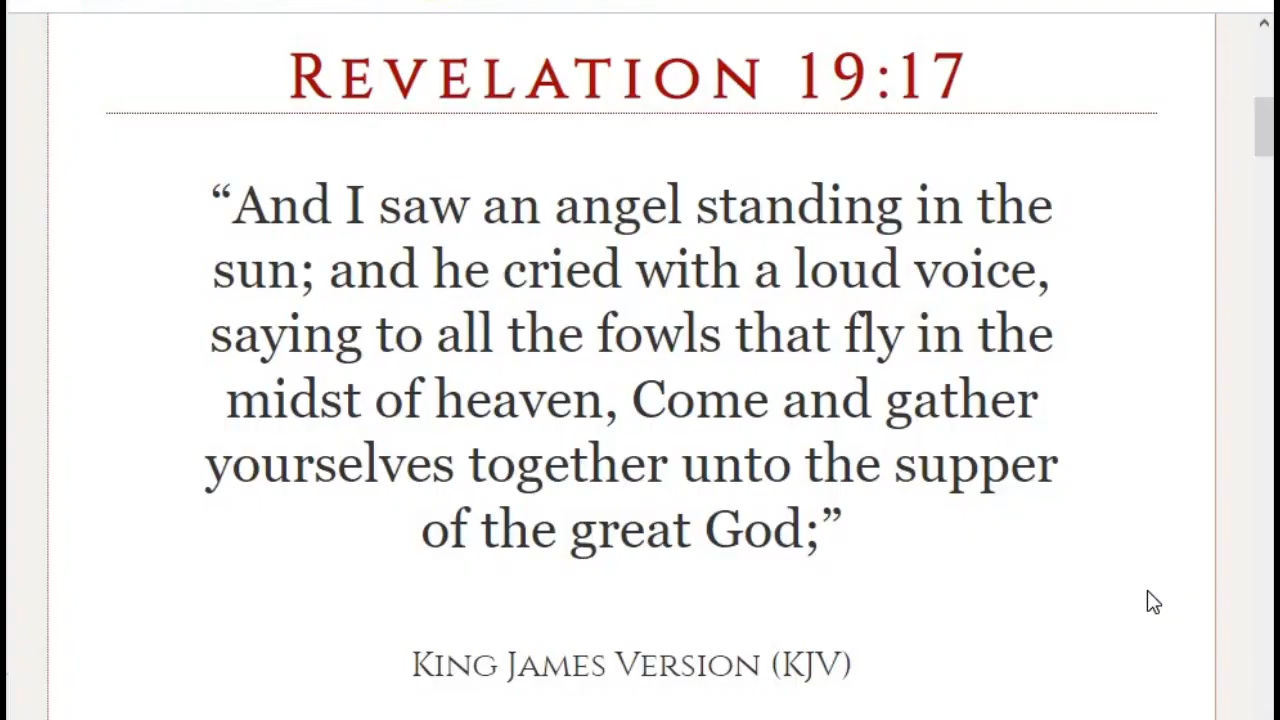 Revelation 19:17
“And I saw an angel standing in the
sun; and he cried with a loud voice,
saying to all the fowls that fly in the
midst of heaven, Come and gather
yourselves together unto the supper
of the great God;”
King James Version (KJV)